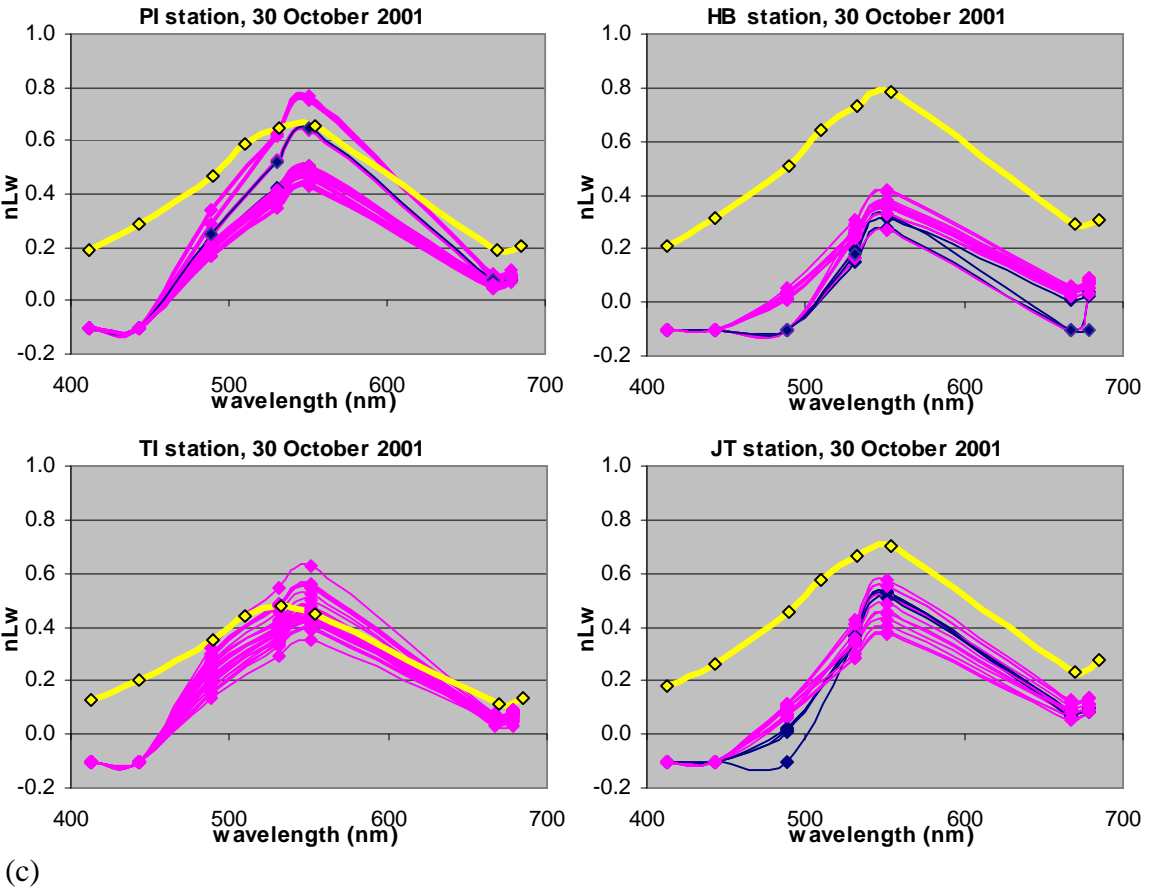 PI station, 30 October 2001
1.0
0.8
0.6
0.4
0.2
0.0
-0.2
nLw
400 500 600 700
wavelength (nm)
HB station, 30 October 2001
1.0
0.8
0.6
0.4
0.2
0.0
-0.2
nLw
400 500 600 700
wavelength (nm)
TI station, 30 October 2001
1.0
0.8
0.6
0.4
0.2
0.0
-0.2
nLw
400 500 600 700
wavelength (nm)
JT station, 30 October 2001
1.0
0.8
0.6
0.4
0.2
0.0
-0.2
nLw
400 500 600 700
wavelength (nm)
(c)